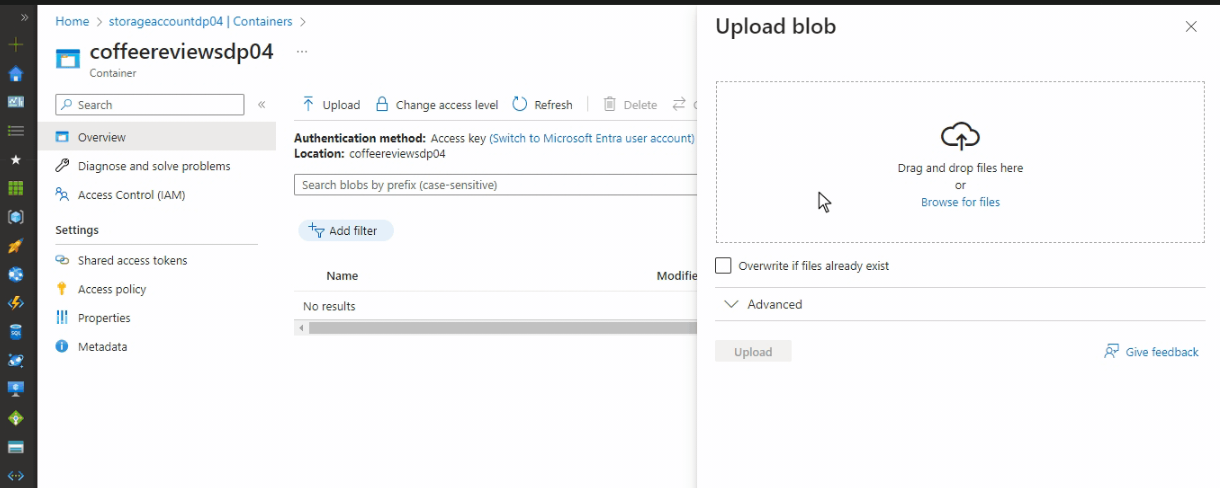 Home > storageaccountdp04 | Containers >
coffeereviewsdp04 ...
Container
Search
Overview
Diagnose and solve problems
Access Control (IAM)
Settings
Shared access tokens
Access policy
Properties
Metadata
Upload Change access level Refresh Delete
Authentication method: Access key (Switch to Microsoft Entra user account)
Location: coffeereviewsdp04
Search blobs by prefix (case-sensitive)
Add filter
Name Modifie
No results
Upload blob
Drag and drop files here
or
Browse for files
Overwrite if files already exist
Advanced
Upload Give feedback